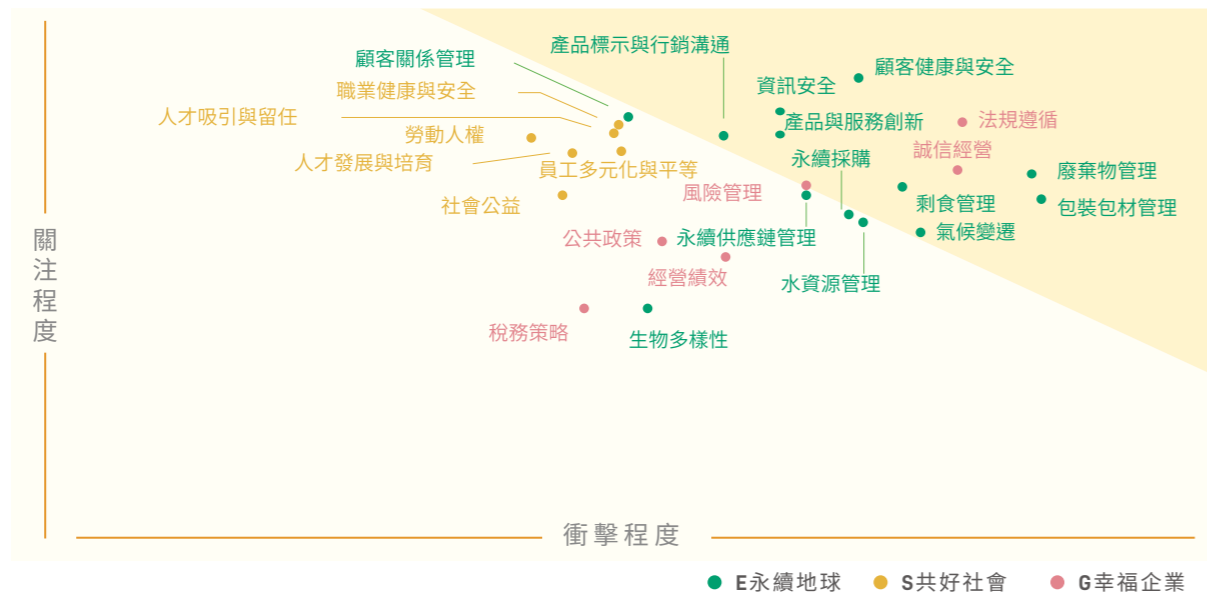 產品標示與行銷溝通
顧客關係管理
顧客健康與安全
資訊安全
職業健康與安全
人才吸引與留任
法規遵循
產品與服務創新
勞動人權
誠信經營
永續採購
人才發展與培育
員工多元化與平等
廢棄物管理
風險管理
社會公益
剩食管理
包裝包材管理
公共政策
永續供應鏈管理
氣候變遷
經營績效
水資源管理
稅務策略
生物多樣性
關注程度
衝擊程度
E永續地球
S共好社會
G幸福企業